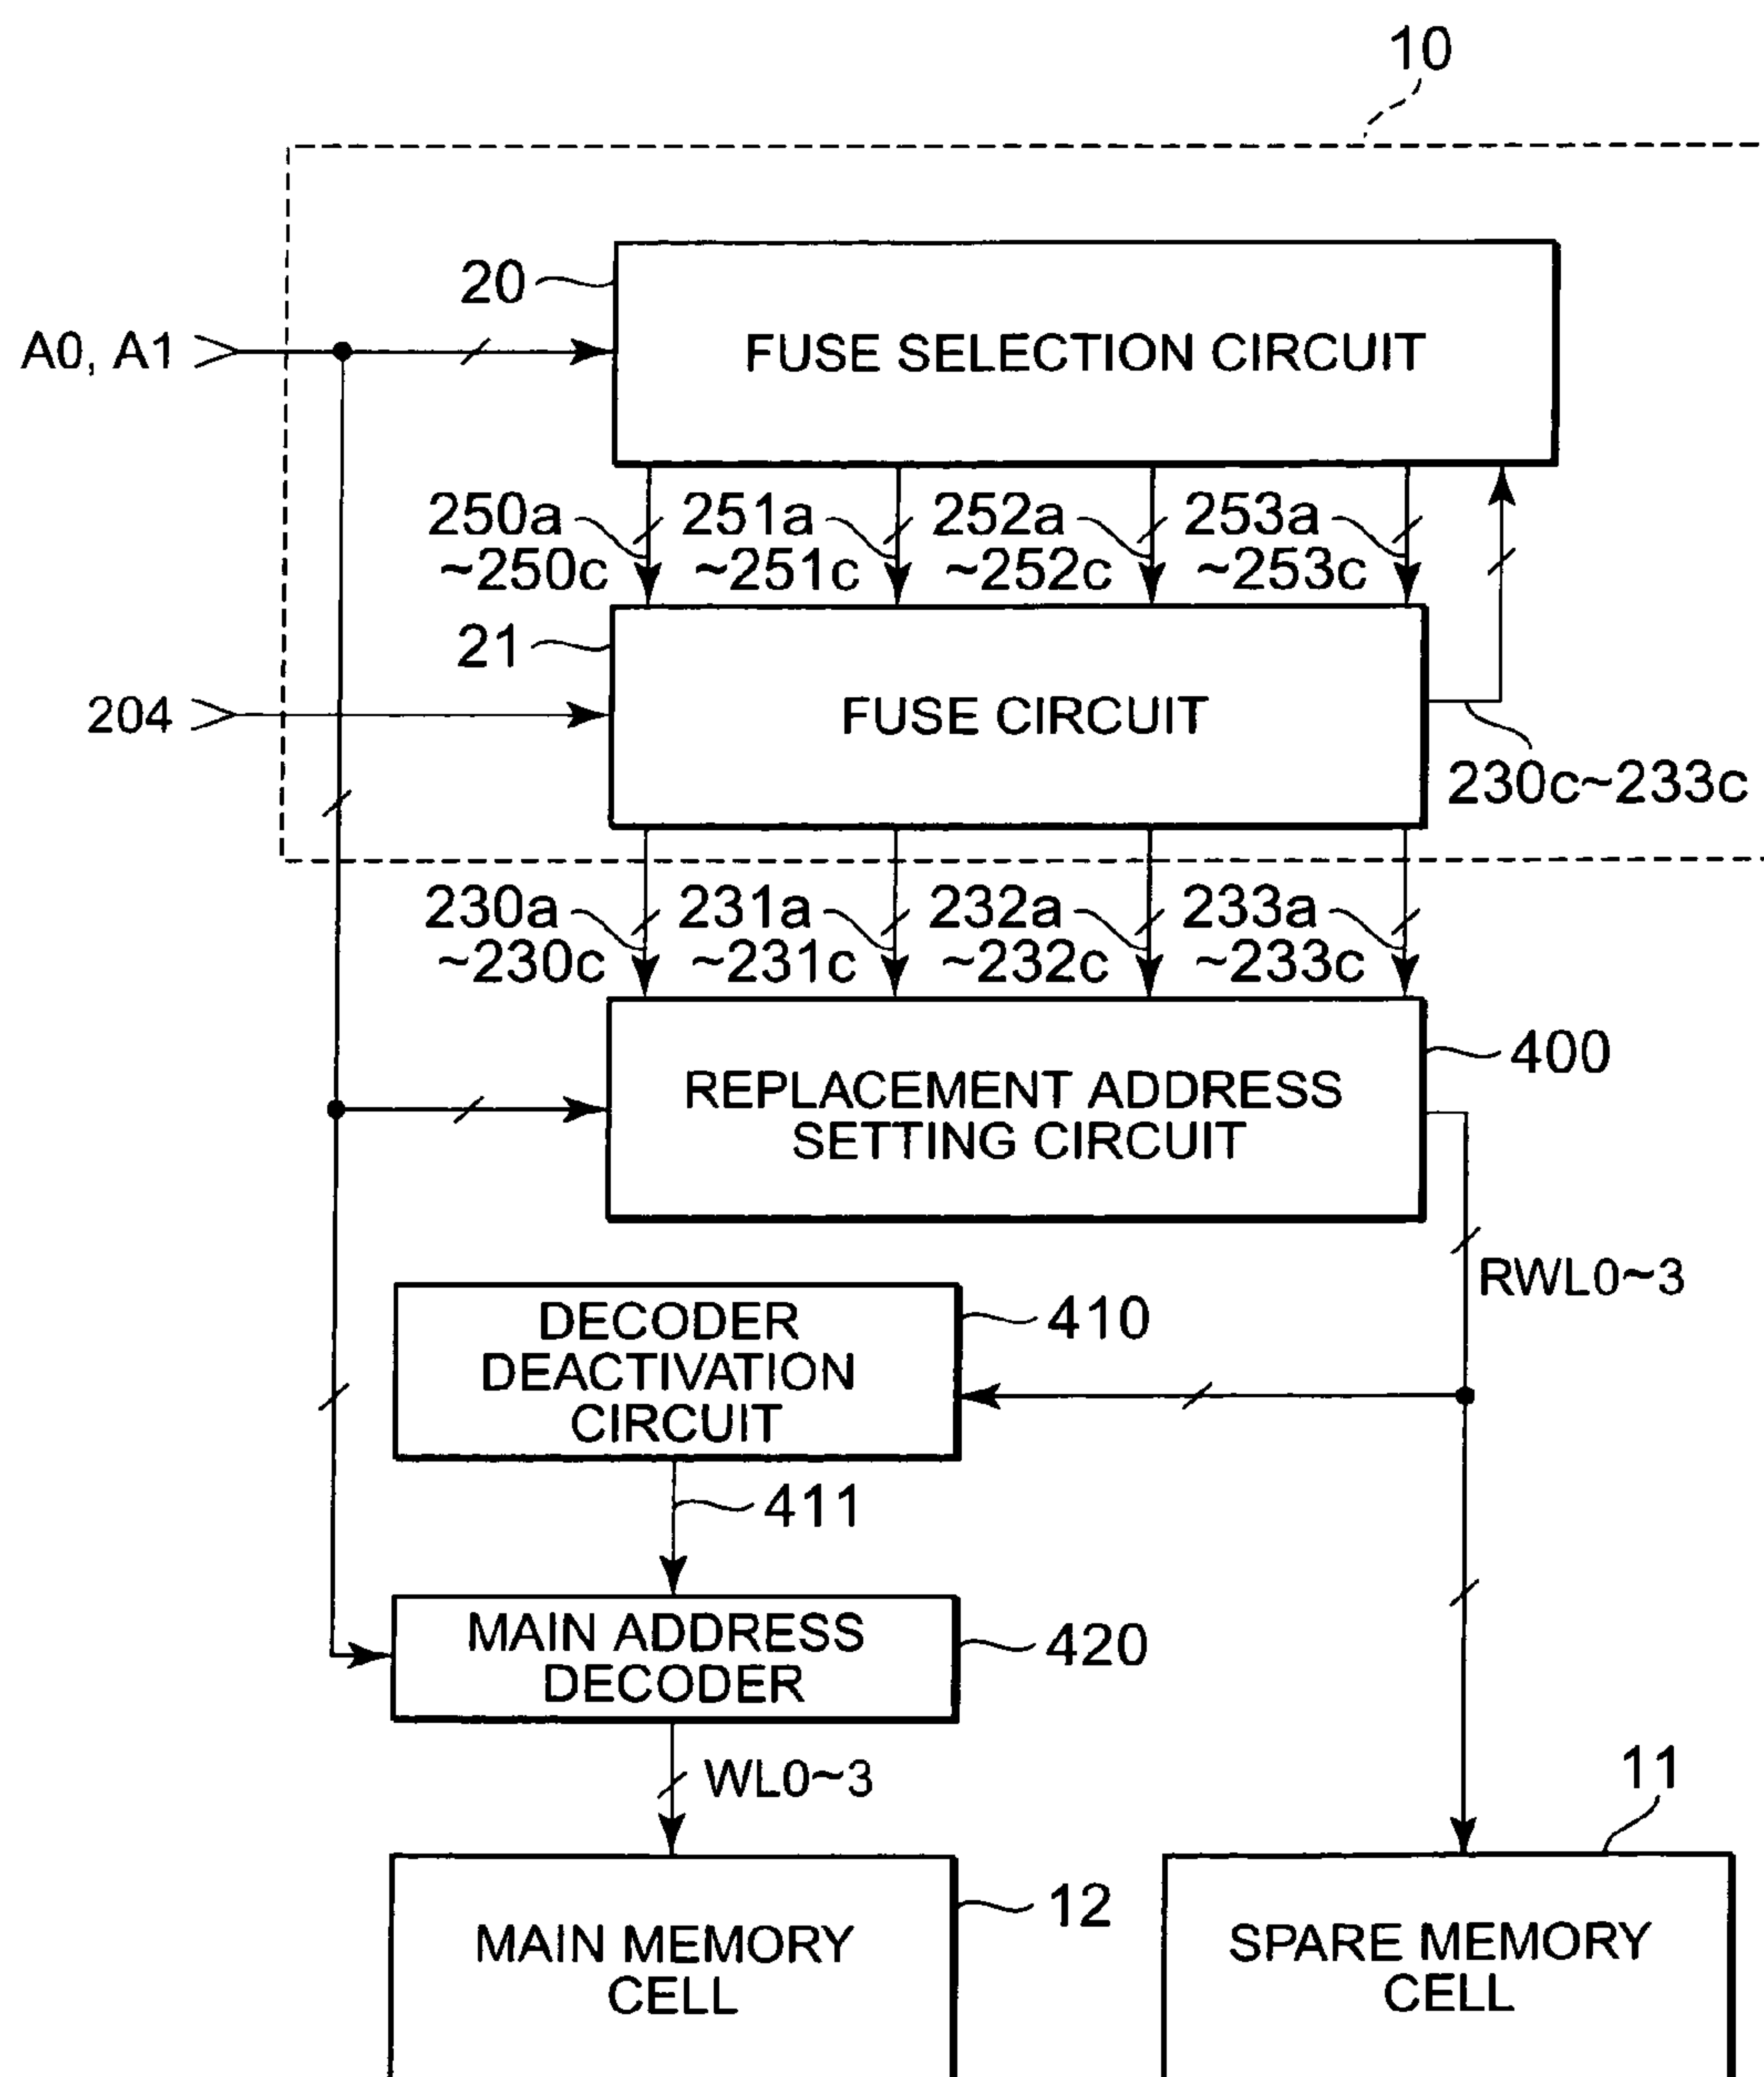 10
20
FUSE SELECTION CIRCUIT
A0, A1
250a
~250c
251a
~251c
252a
~252c
253a
~253c
21
FUSE CIRCUIT
204
230c~233c
230a
~230c
231a
~231c
232a
~232c
233a
~233c
400
REPLACEMENT ADDRESS
SETTING CIRCUIT
RWL0~3
DECODER
DEACTIVATION
CIRCUIT
410
411
MAIN ADDRESS
DECODER
420
WL0~3
11
12
MAIN MEMORY
CELL
SPARE MEMORY
CELL